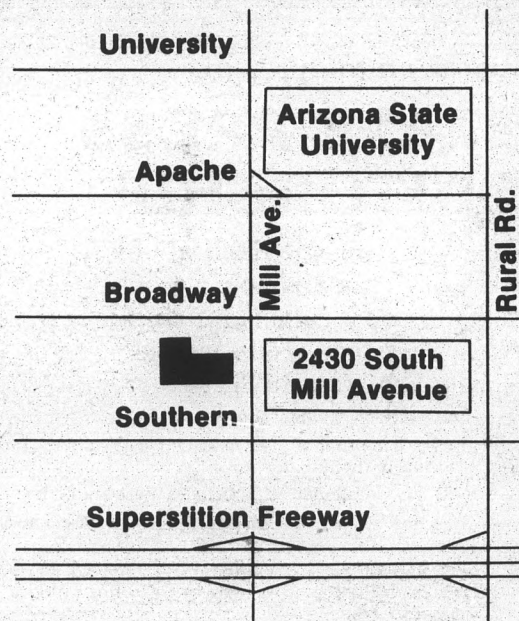 University
Arizona State
University
Apache
Mill Ave.
Rural Rd.
Broadway
2430 South
Mill Avenue
Southern
Superstition Freeway